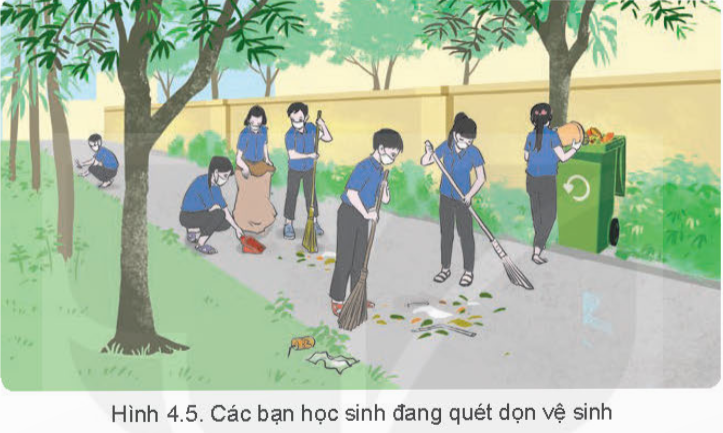 Hình 4.5. Các bạn học sinh đang quét dọn vệ sinh